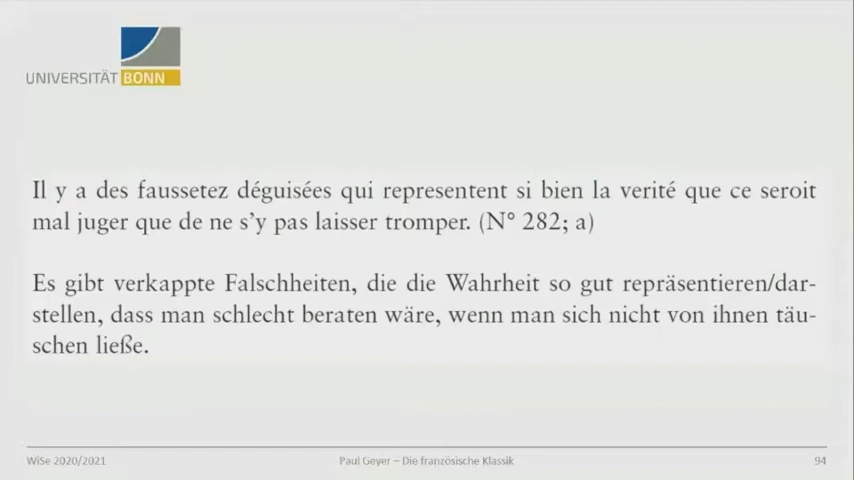 UNIVERSITÄT BONN
Il y a des faussetez déguisées qui representent si bien la verité que ce seroit
mal juger que de ne s'y pas laisser tromper. (N° 282; a)
Es gibt verkappte Falschheiten, die die Wahrheit so gut repräsentieren/dar-
stellen, dass man schlecht beraten wäre, wenn man sich nicht von ihnen täu-
schen ließe.
WiSe 2020/2021
Paul Geyer – Die französische Klassik
94